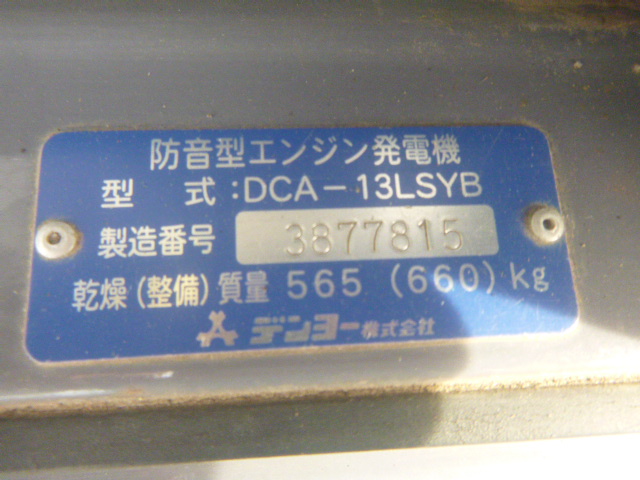 防音型エンジン発電機
型 式:DCA-13LSYB
製造番号 3877815
乾燥(整備)質量 565 (660) kg
デンヨー株式会社